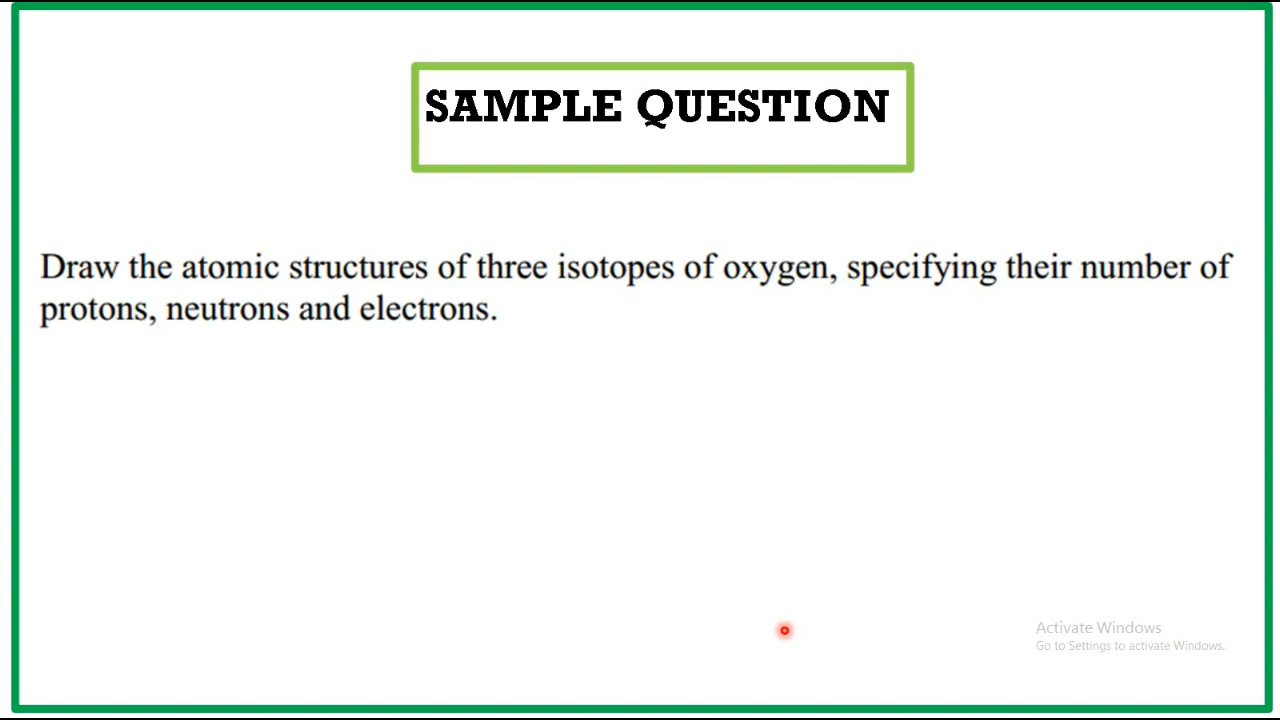 SAMPLE QUESTION
Draw the atomic structures of three isotopes of oxygen, specifying their number of
protons, neutrons and electrons.
Activate Windows
Go to Settings to activate Windows.